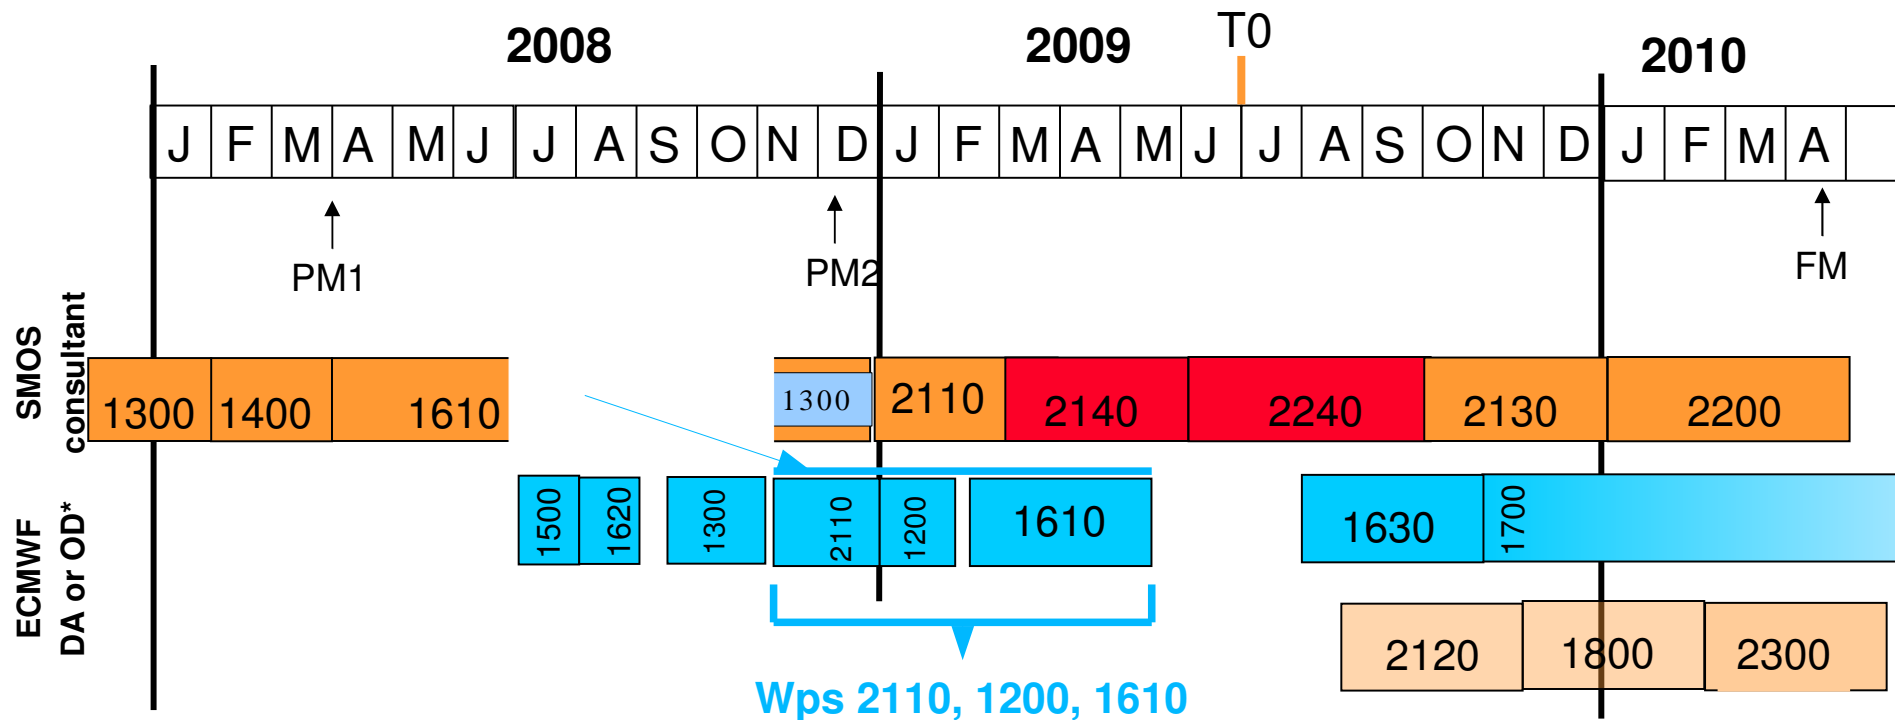 2008 2009 T0 2010
J F M A M J J A S O N D J F M A M J J A S O N D J F M A
PM1 PM2 FM
SMOS
consultant
1300 1400 1610 1300 2110 2140 2240 2130 2200
ECMWF
DA or OD*
1500 1620 1300 2110 1200 1610 1630 1700
2120 1800 2300
Wps 2110, 1200, 1610